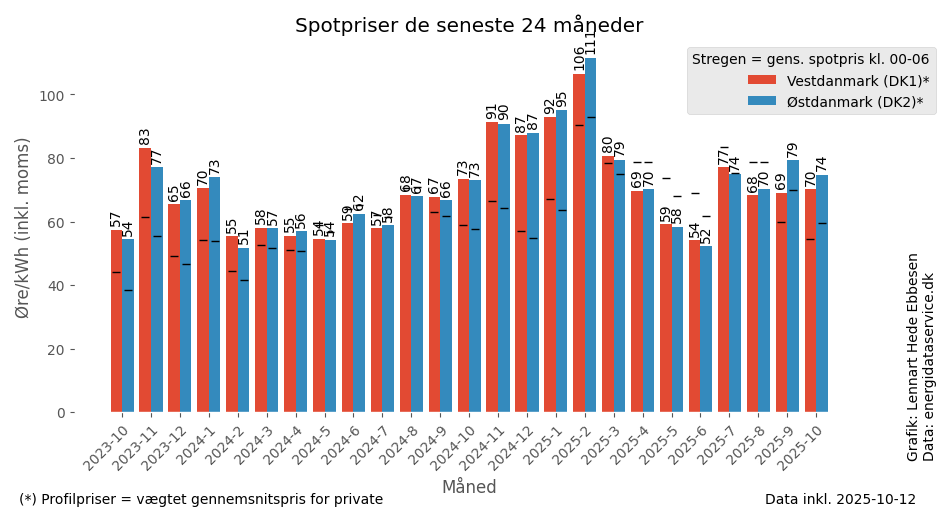 Spotpriser de seneste 24 måneder
Stregen = gens. spotpris kl. 00-06
Vestdanmark (DK1)*
Østdanmark (DK2)*
Øre/kWh (inkl. moms)
100
80
60
40
20
0
57 54 83 77 65 66 70 73 55 51 58 57 55 56 54 54 59 62 57 58 68 67 67 66 73 73 91 90 87 87 92 95 106 111 80 79 69 70 59 58 54 52 77 74 68 70 69 79 70 74
2023-10 2023-11 2023-12 2024-1 2024-2 2024-3 2024-4 2024-5 2024-6 2024-7 2024-8 2024-9 2024-10 2024-11 2024-12 2025-1 2025-2 2025-3 2025-4 2025-5 2025-6 2025-7 2025-8 2025-9 2025-10
Måned
Grafik: Lennart Hede Ebbesen
Data: energidataservice.dk
(*) Profilpriser = vægtet gennemsnitspris for private
Data inkl. 2025-10-12